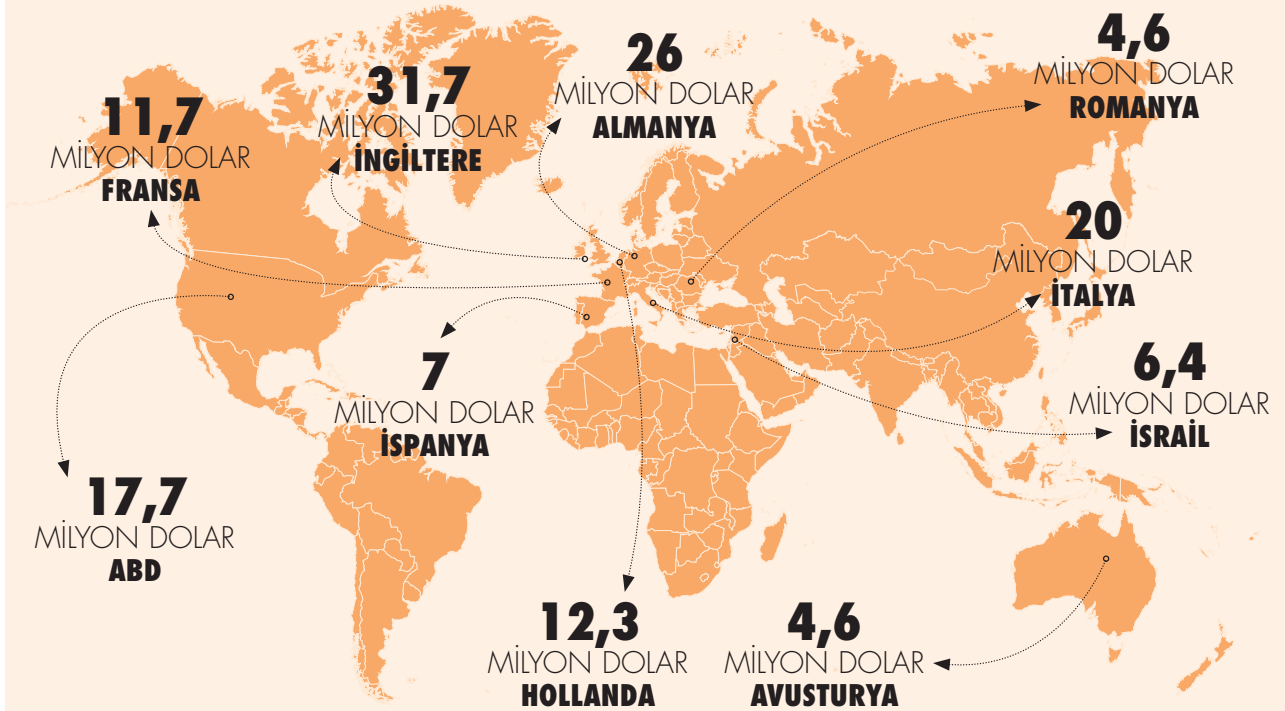 26
MİLYON DOLAR
ALMANYA
4,6
MİLYON DOLAR
ROMANYA
31,7
MİLYON DOLAR
İNGİLTERE
11,7
MİLYON DOLAR
FRANSA
20
MİLYON DOLAR
İTALYA
7
MİLYON DOLAR
İSPANYA
6,4
MİLYON DOLAR
İSRAİL
17,7
MİLYON DOLAR
ABD
12,3
MİLYON DOLAR
HOLLANDA
4,6
MİLYON DOLAR
AVUSTURYA